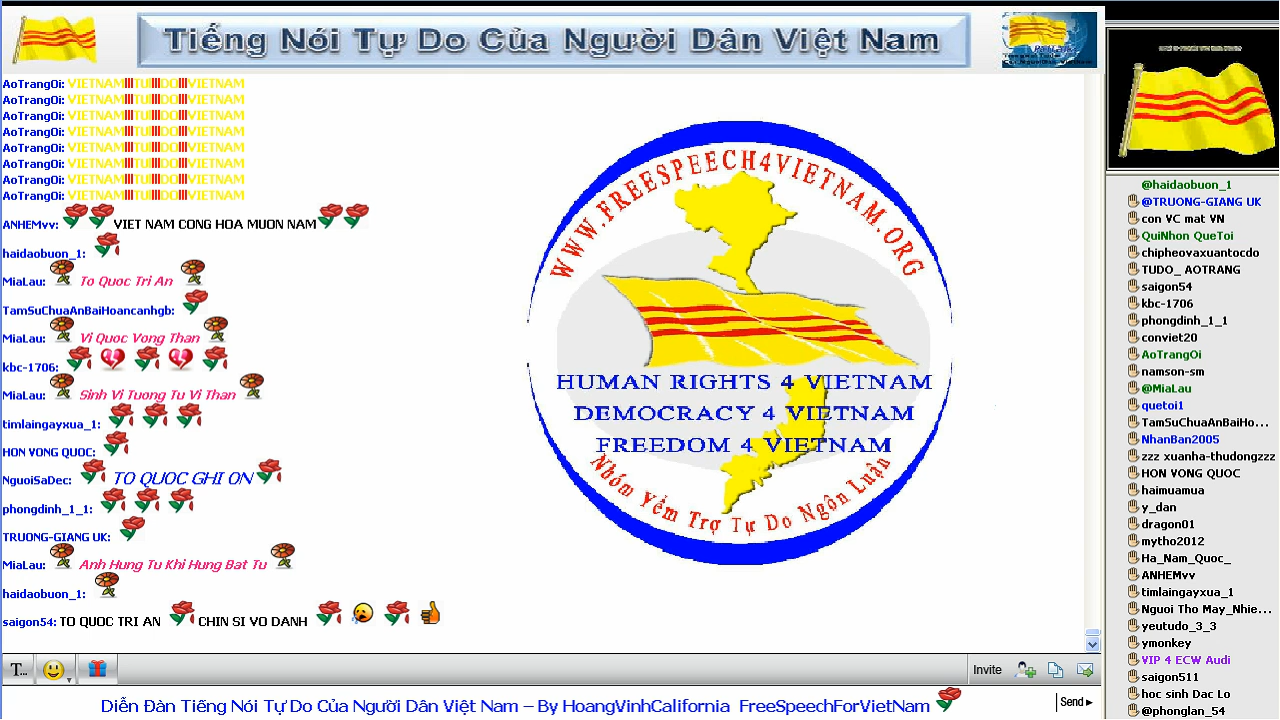 Tiếng Nói Tự Do Của Người Dân Việt Nam
AoTrangOi: VIETNAM|||TU|||DO|||VIETNAM
AoTrangOi: VIETNAM|||TU|||DO|||VIETNAM
AoTrangOi: VIETNAM|||TU|||DO|||VIETNAM
AoTrangOi: VIETNAM|||TU|||DO|||VIETNAM
AoTrangOi: VIETNAM|||TU|||DO|||VIETNAM
AoTrangOi: VIETNAM|||TU|||DO|||VIETNAM
AoTrangOi: VIETNAM|||TU|||DO|||VIETNAM
AoTrangOi: VIETNAM|||TU|||DO|||VIETNAM
ANHEMvv: VIET NAM CONG HOA MUON NAM
haidaobuon_1:
MiaLau: To Quoc Tri An
TamSuChuaAnBaiHoancanhgb:
MiaLau: Vi Quoc Vong Than
kbc-1706:
MiaLau: Sinh Vi Tuong Tu Vi Than
timlaingayxua_1:
HON VONG QUOC:
NguoiSaDec: TO QUOC GHI ON
phongdinh_1_1:
TRUONG-GIANG UK:
MiaLau: Anh Hung Tu Khi Hung Bat Tu
haidaobuon_1:
saigon54: TO QUOC TRI AN CHIN SI VO DANH
WWW.FREESPEECH4VIETNAM.ORG
HUMAN RIGHTS 4 VIETNAM
DEMOCRACY 4 VIETNAM
FREEDOM 4 VIETNAM
Nhóm Yểm Trợ Tự Do Ngôn Luận
@haidaobuon_1
@TRUONG-GIANG UK
con VC mat VN
QuiNhon QueToi
chipheovaxuantocdo
TUDO_ AOTRANG
saigon54
kbc-1706
phongdinh_1_1
conviet20
AoTrangOi
namson-sm
@MiaLau
quetoi1
TamSuChuaAnBaiHo...
NhanBan2005
zzz xuanha-thudongzzz
HON VONG QUOC
haimuamua
y_dan
dragon01
mytho2012
Ha_Nam_Quoc_
ANHEMvv
timlaingayxua_1
Nguoi Tho May_Nhie...
yeutudo_3_3
ymonkey
VIP 4 ECW Audi
saigon511
hoc sinh Dac Lo
@phonglan_54
T...
Invite
Diễn Đàn Tiếng Nói Tự Do Của Người Dân Việt Nam – By HoangVinhCalifornia FreeSpeechForVietNam
Send